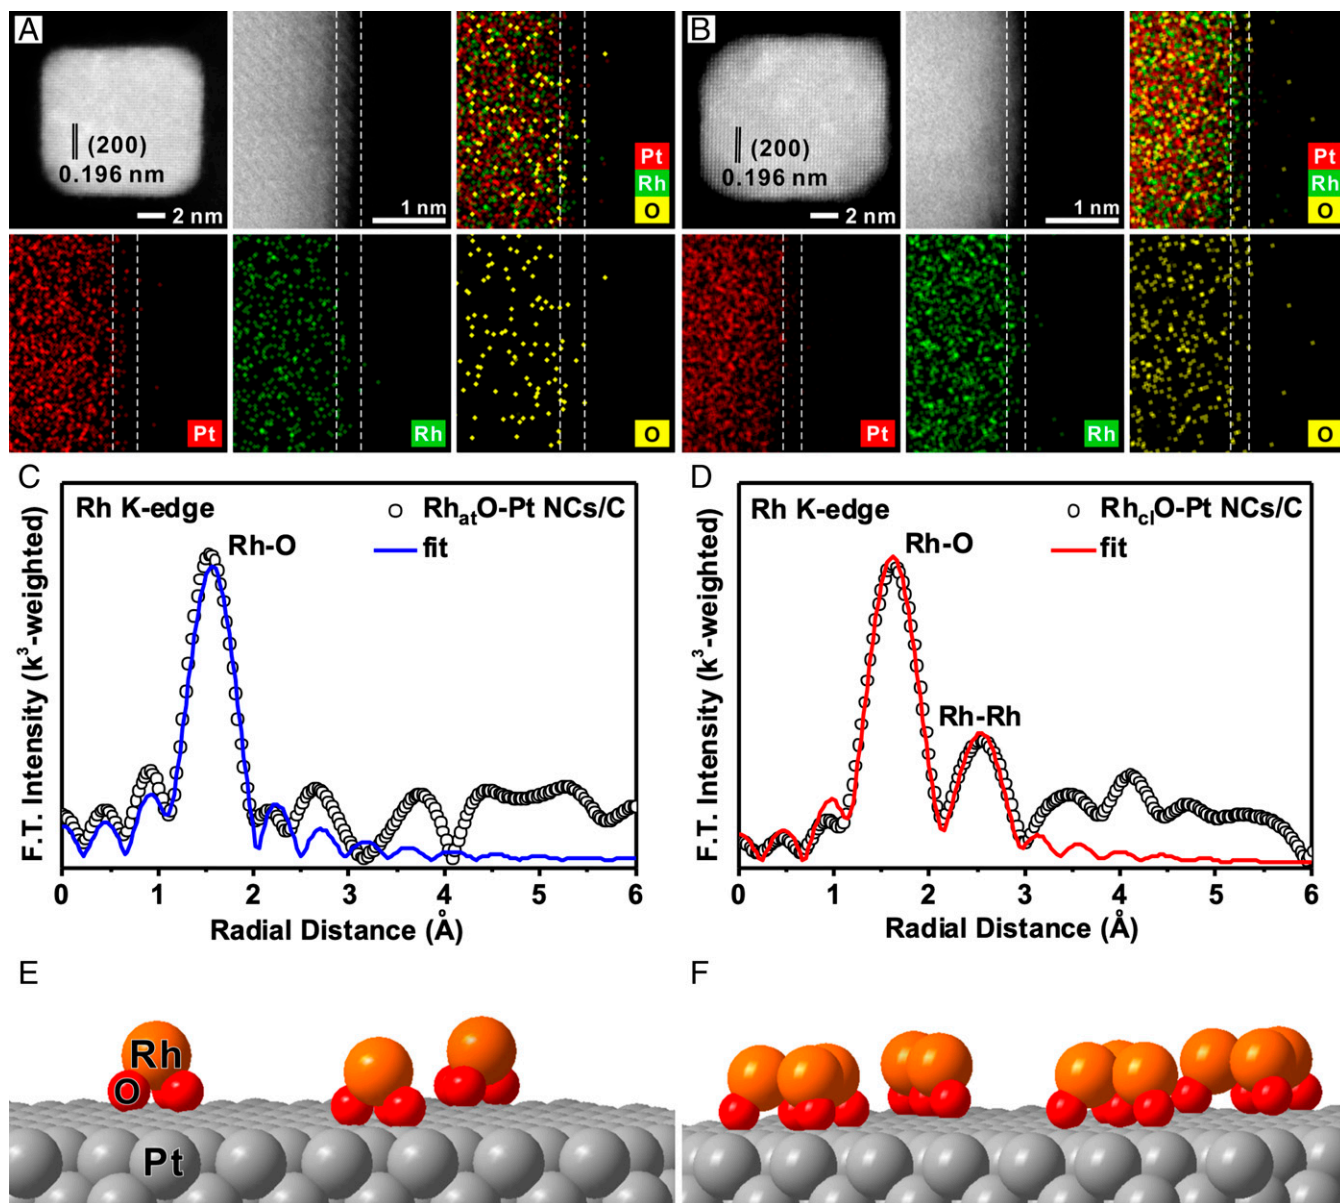 A
(200)
0.196 nm
2 nm
1 nm
Pt
Rh
O
B
(200)
0.196 nm
2 nm
1 nm
Pt
Rh
O
Pt
Rh
O
Pt
Rh
O
C
Rh K-edge
Rh-O
Rh_atO-Pt NCs/C
fit
F.T. Intensity (k³-weighted)
0 1 2 3 4 5 6
Radial Distance (Å)
D
Rh K-edge
Rh-O
Rh-Rh
Rh_clO-Pt NCs/C
fit
F.T. Intensity (k³-weighted)
0 1 2 3 4 5 6
Radial Distance (Å)
E
Rh
O
Pt
F